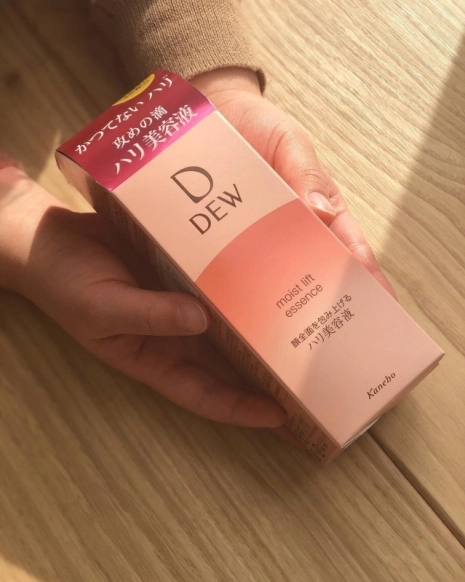 かつてない ハリ
攻めの滴
ハリ美容液
D
DEW
moist lift
essence
顔全面を包み上げる
ハリ美容液
Kanebo